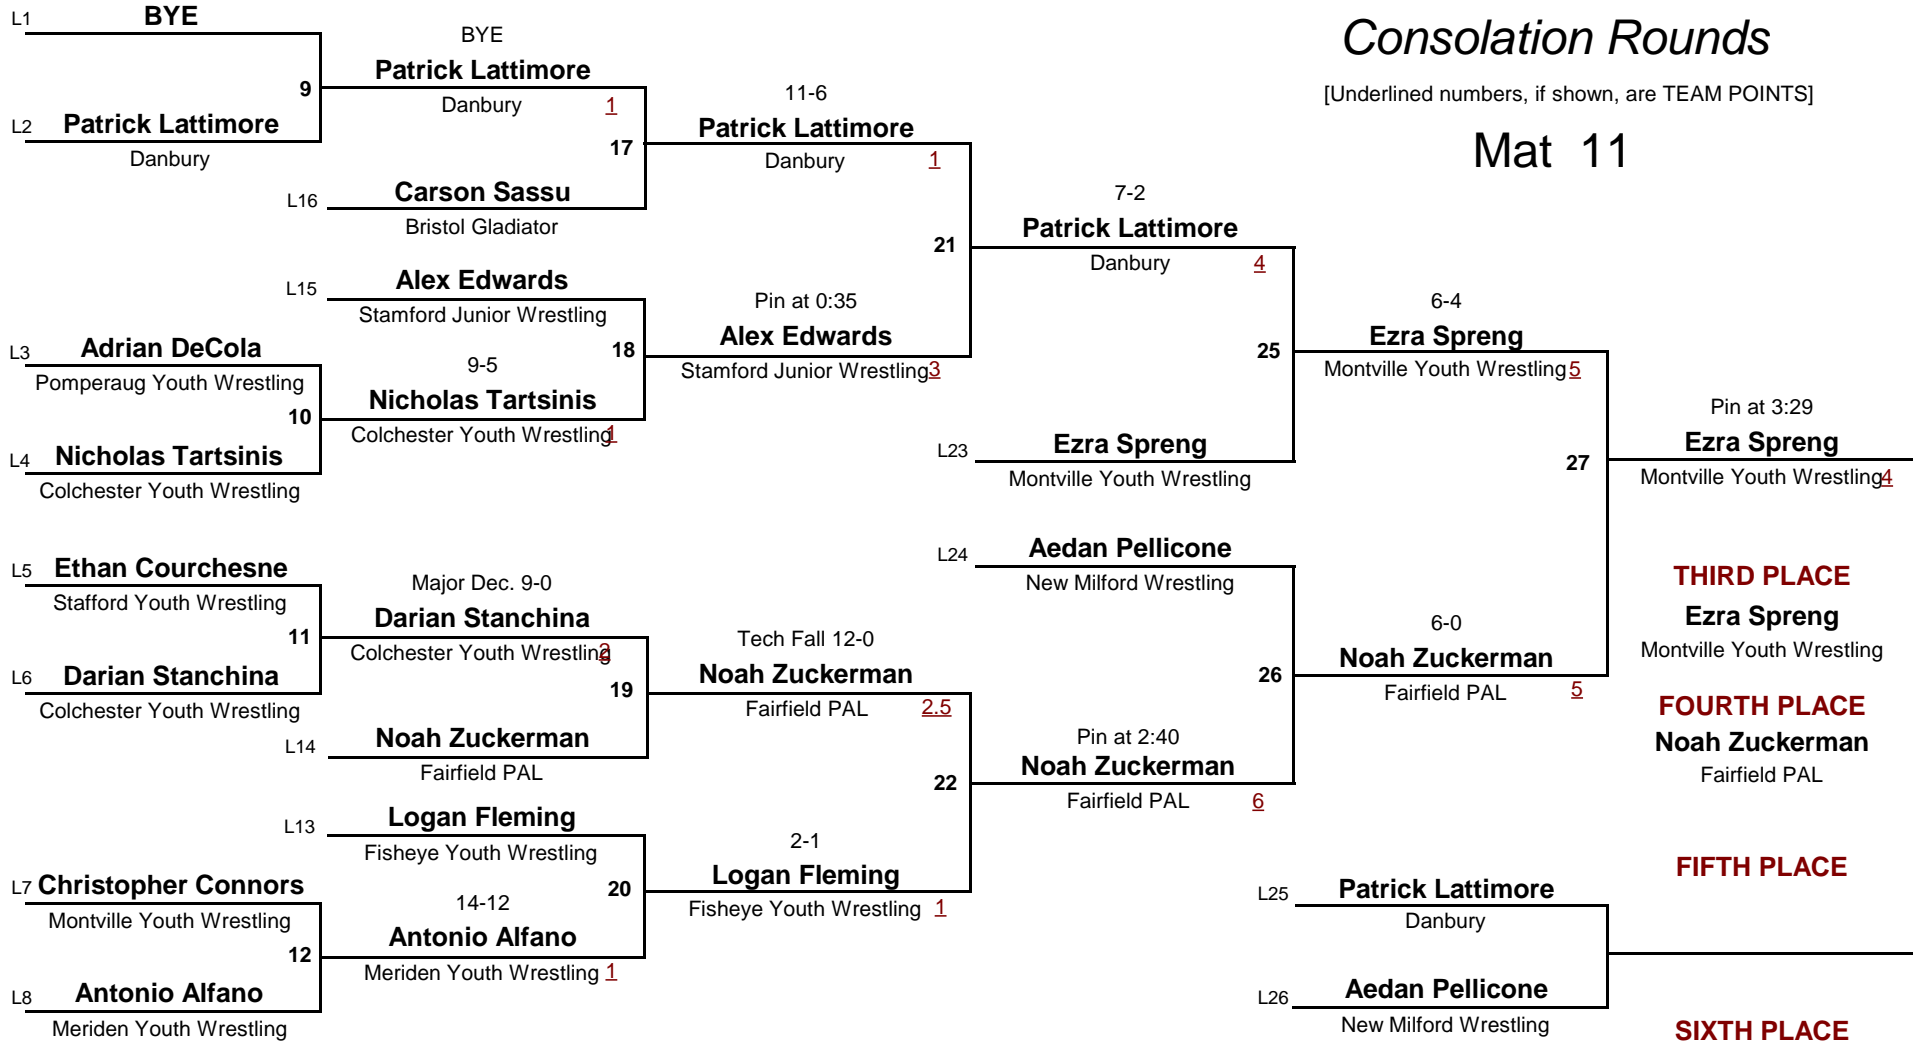 Consolation Rounds
[Underlined numbers, if shown, are TEAM POINTS]
Mat 11
L1 BYE
9
L2 Patrick Lattimore
Danbury
BYE
Patrick Lattimore
Danbury 1
17
L16 Carson Sassu
Bristol Gladiator
11-6
Patrick Lattimore
Danbury 1
L15 Alex Edwards
Stamford Junior Wrestling
18
L3 Adrian DeCola
Pomperaug Youth Wrestling
10
L4 Nicholas Tartsinis
Colchester Youth Wrestling
9-5
Nicholas Tartsinis
Colchester Youth Wrestling 1
Pin at 0:35
Alex Edwards
Stamford Junior Wrestling 3
21
7-2
Patrick Lattimore
Danbury 4
25
L23 Ezra Spreng
Montville Youth Wrestling
6-4
Ezra Spreng
Montville Youth Wrestling 5
27
Pin at 3:29
Ezra Spreng
Montville Youth Wrestling 4
L5 Ethan Courchesne
Stafford Youth Wrestling
11
L6 Darian Stanchina
Colchester Youth Wrestling
Major Dec. 9-0
Darian Stanchina
Colchester Youth Wrestling 2
19
L14 Noah Zuckerman
Fairfield PAL
Tech Fall 12-0
Noah Zuckerman
Fairfield PAL 2.5
L13 Logan Fleming
Fisheye Youth Wrestling
20
L7 Christopher Connors
Montville Youth Wrestling
12
L8 Antonio Alfano
Meriden Youth Wrestling
14-12
Antonio Alfano
Meriden Youth Wrestling 1
2-1
Logan Fleming
Fisheye Youth Wrestling 1
22
Pin at 2:40
Noah Zuckerman
Fairfield PAL 6
L24 Aedan Pellicone
New Milford Wrestling
26
6-0
Noah Zuckerman
Fairfield PAL 5
THIRD PLACE
Ezra Spreng
Montville Youth Wrestling
FOURTH PLACE
Noah Zuckerman
Fairfield PAL
L25 Patrick Lattimore
Danbury
L26 Aedan Pellicone
New Milford Wrestling
FIFTH PLACE
SIXTH PLACE